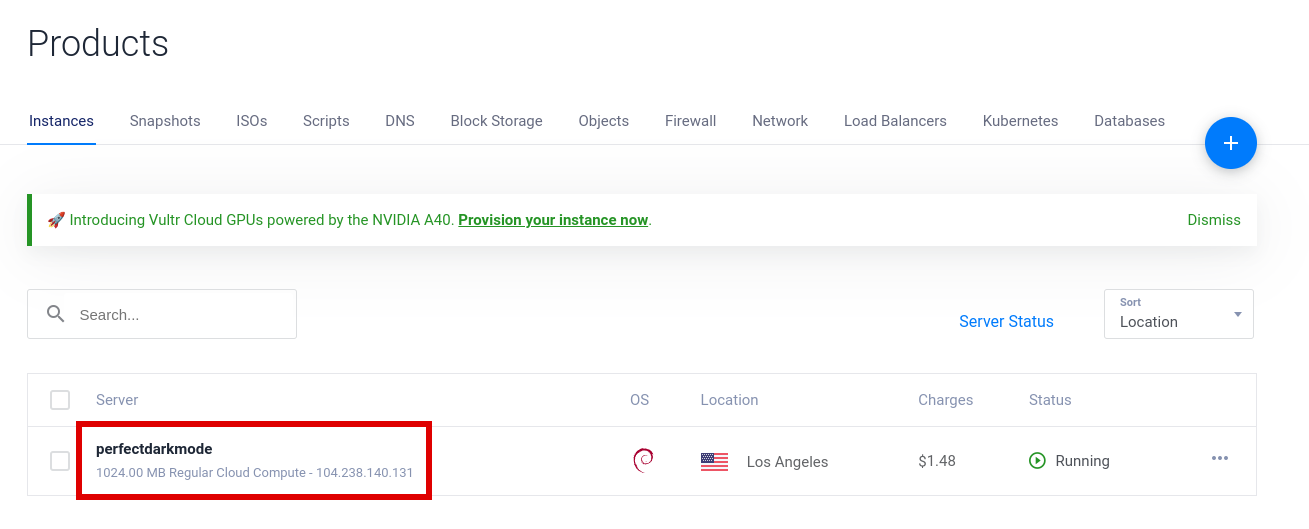 Products
Instances Snapshots ISOs Scripts DNS Block Storage Objects Firewall Network Load Balancers Kubernetes Databases
+
🚀 Introducing Vultr Cloud GPUs powered by the NVIDIA A40. Provision your instance now. Dismiss
Search...
Server Status
Sort
Location
Server OS Location Charges Status
perfectdarkmode
1024.00 MB Regular Cloud Compute - 104.238.140.131
Los Angeles $1.48 Running